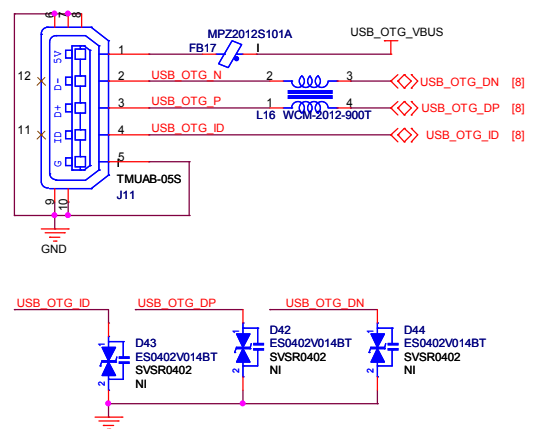 6 7 8
MPZ2012S101A
USB_OTG_VBUS
5V 1 FB17 I
12 D- 2 USB_OTG_N 2 3 USB_OTG_DN [8]
D+ 3 USB_OTG_P 1 4 USB_OTG_DP [8]
L16 WCM-2012-900T
11 ID 4 USB_OTG_ID USB_OTG_ID [8]
G 5
TMUAB-05S
J11
9 10
GND
USB_OTG_ID USB_OTG_DP USB_OTG_DN
1 D43
ES0402V014BT
SVSR0402
2 NI
1 D42
ES0402V014BT
SVSR0402
2 NI
1 D44
ES0402V014BT
SVSR0402
2 NI